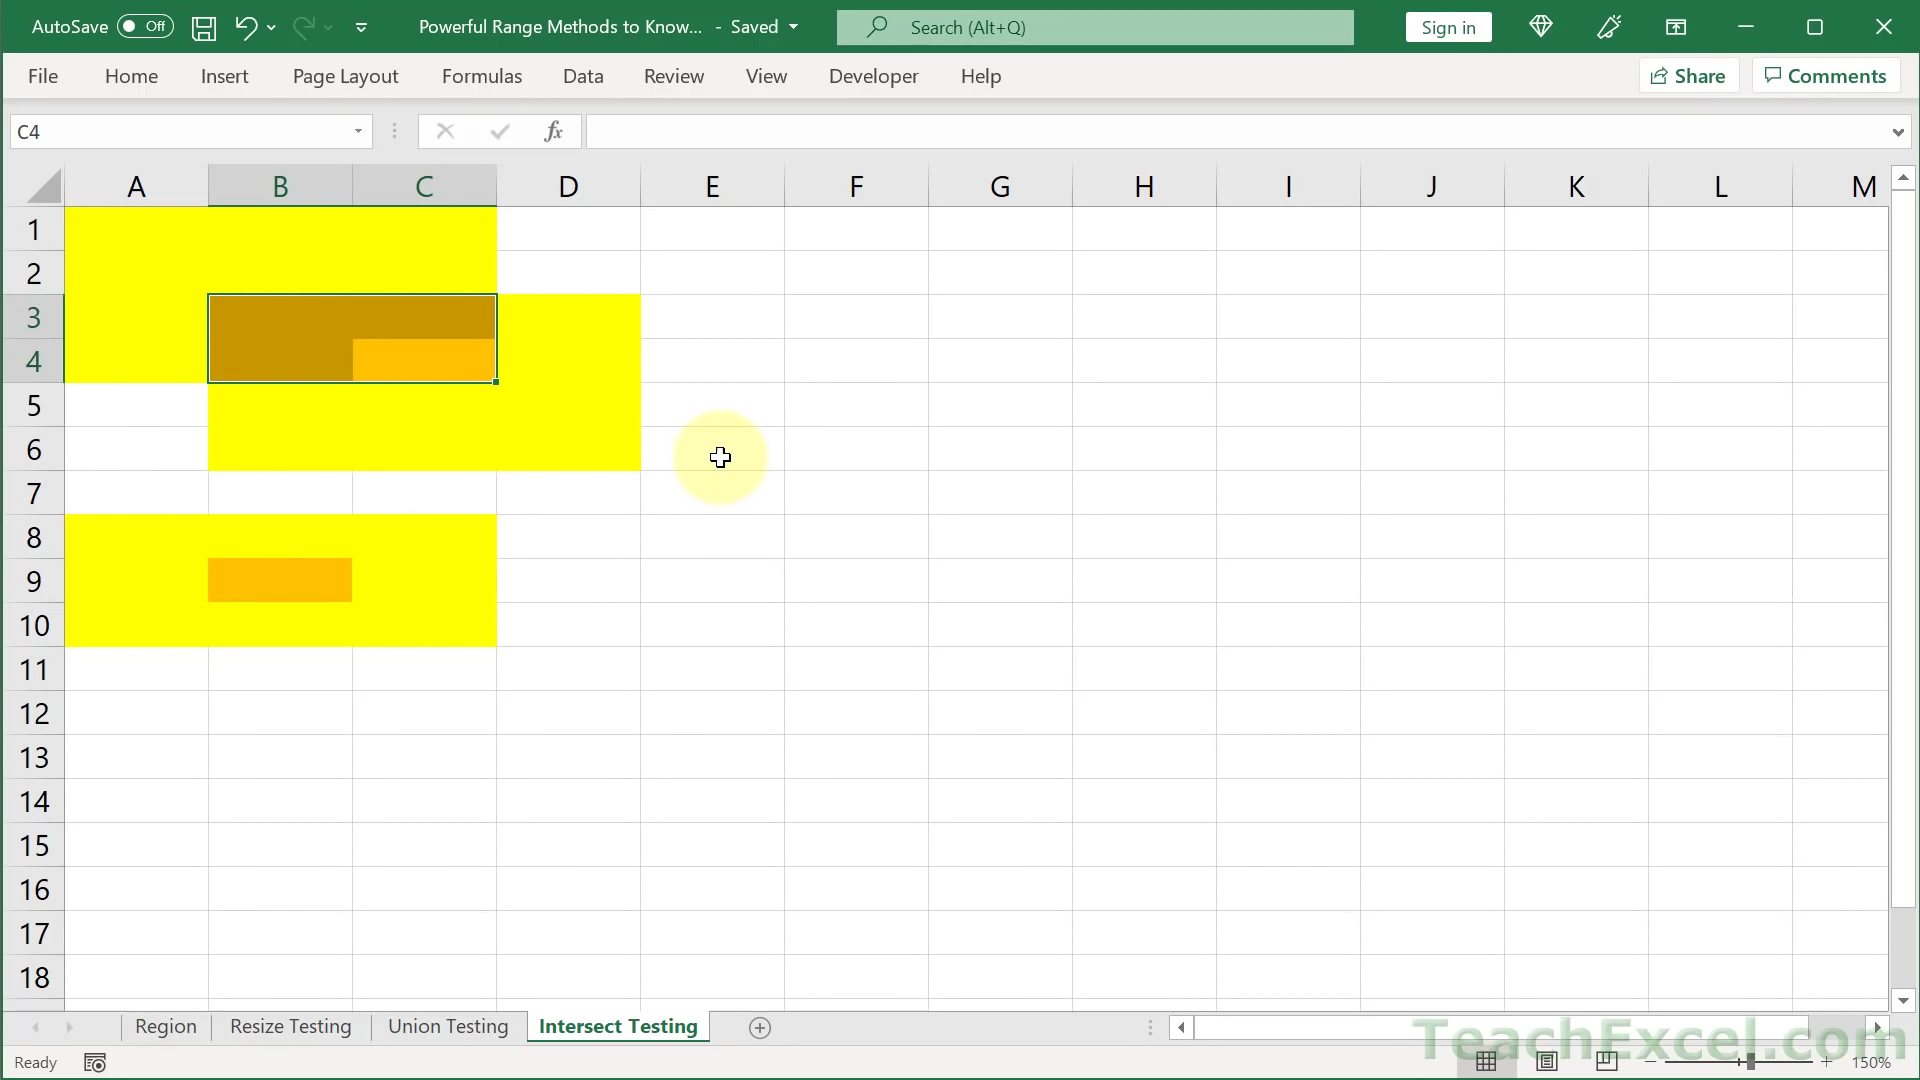 AutoSave Off Powerful Range Methods to Know... - Saved Search (Alt+Q) Sign in
File Home Insert Page Layout Formulas Data Review View Developer Help Share Comments
C4 fx
A B C D E F G H I J K L M
1
2
3
4
5
6
7
8
9
10
11
12
13
14
15
16
17
18
Region Resize Testing Union Testing Intersect Testing
TeachExcel.com
Ready 150%